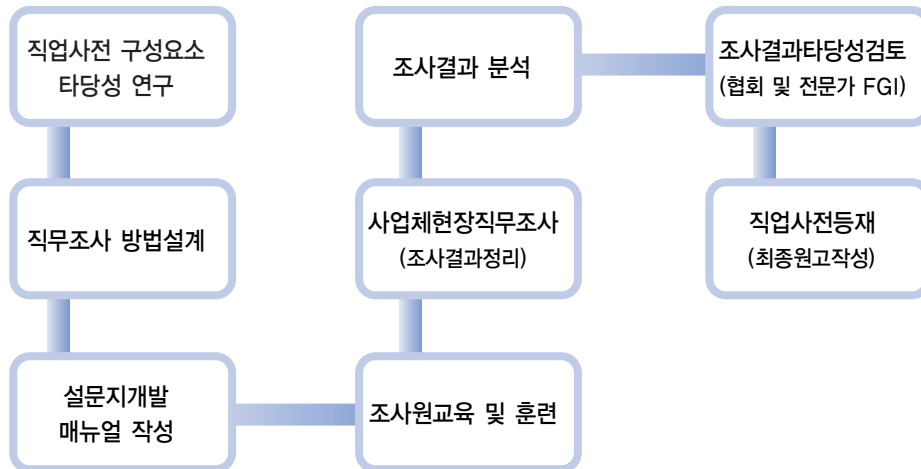 직업사전 구성요소
타당성 연구
직무조사 방법설계
설문지개발
매뉴얼 작성
조사원교육 및 훈련
사업체현장직무조사
(조사결과정리)
조사결과 분석
조사결과타당성검토
(협회 및 전문가 FGI)
직업사전등재
(최종원고작성)